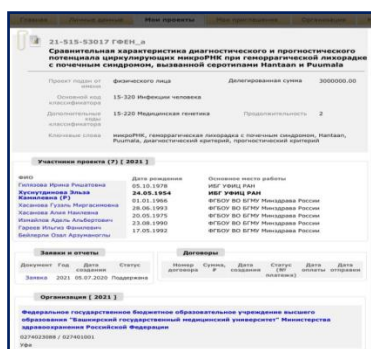 Главная Личные данные Мои проекты Мои приглашения Организации
21-515-53017 ГФЕН_а
Сравнительная характеристика диагностического и прогностического
потенциала циркулирующих микроРНК при геморрагической лихорадке
с почечным синдромом, вызванной серотипами Hantaan и Puumala
Проект подан от имени физического лица Делегированная сумма 3000000.00
Основной код классификатора 15-320 Инфекции человека
Дополнительные коды классификатора 15-220 Медицинская генетика Продолжительность 2
Ключевые слова микроРНК, геморрагическая лихорадка с почечным синдромом, Hantaan,
Puumala, диагностический критерий, прогностический критерий
Участники проекта (7) [ 2021 ]
ФИО Дата рождения Основное место работы
Гилязова Ирина Ришатовна 05.10.1978 ИБГ УФИЦ РАН
Хуснутдинова Эльза Камилевна (Р) 24.05.1954 ИБГ УФИЦ РАН
Хасанова Гузель Миргасимовна 01.01.1966 ФГБОУ ВО БГМУ Минздрава России
Хасанова Алия Наилевна 28.06.1993 ФГБОУ ВО БГМУ Минздрава России
Измайлов Адель Альбертович 20.05.1975 ФГБОУ ВО БГМУ Минздрава России
Гареев Ильгиз Фанилевич 23.08.1990 ФГБОУ ВО БГМУ Минздрава России
Бейлерли Озал Арзуманоглы 17.05.1992 ФГБОУ ВО БГМУ Минздрава России
Заявки и отчеты Договоры
Документ Год Дата создания Статус Номер договора Сумма, ₽ Дата создания Статус (№ платежа) Дата оплаты Дата отправки
Заявка 2021 05.07.2020 Поддержана
Организация [ 2021 ]
Федеральное государственное бюджетное образовательное учреждение высшего
образования "Башкирский государственный медицинский университет" Министерства
здравоохранения Российской Федерации
0274023088 / 027401001
Уфа